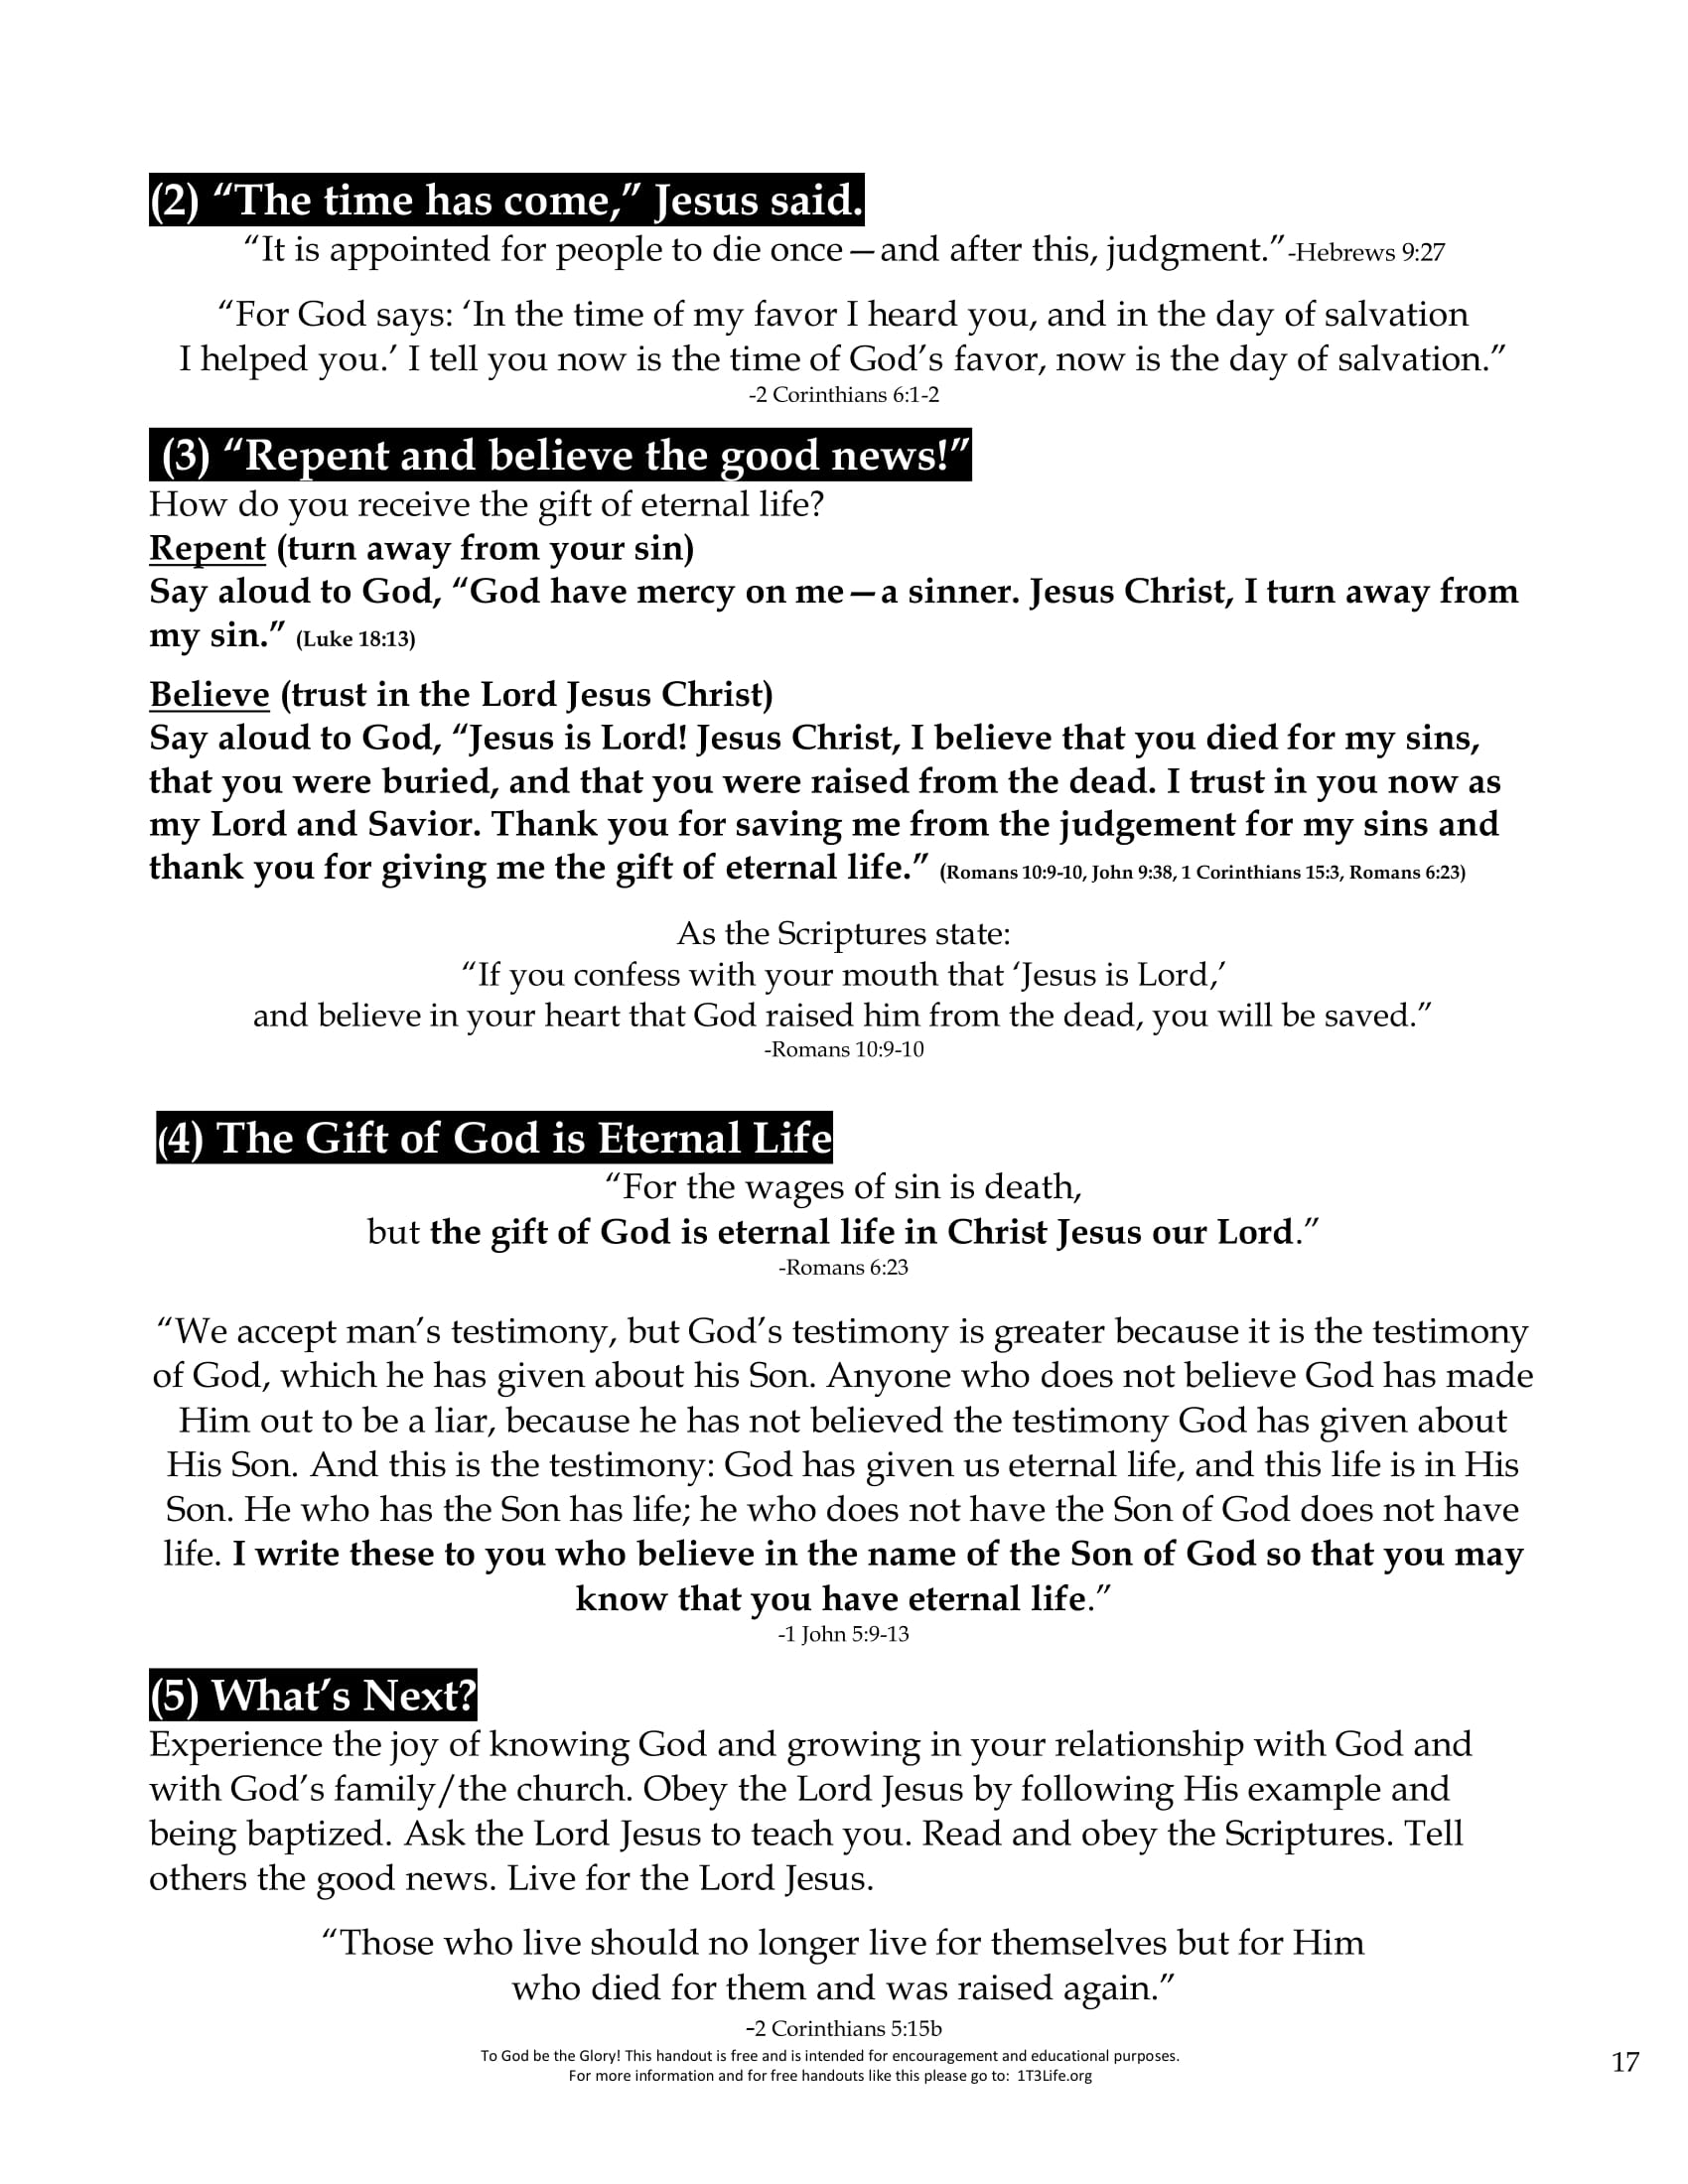 (2) “The time has come,” Jesus said.
“It is appointed for people to die once—and after this, judgment.”-Hebrews 9:27
“For God says: ‘In the time of my favor I heard you, and in the day of salvation
I helped you.’ I tell you now is the time of God’s favor, now is the day of salvation.”
-2 Corinthians 6:1-2
(3) “Repent and believe the good news!”
How do you receive the gift of eternal life?
Repent (turn away from your sin)
Say aloud to God, “God have mercy on me—a sinner. Jesus Christ, I turn away from
my sin.” (Luke 18:13)
Believe (trust in the Lord Jesus Christ)
Say aloud to God, “Jesus is Lord! Jesus Christ, I believe that you died for my sins,
that you were buried, and that you were raised from the dead. I trust in you now as
my Lord and Savior. Thank you for saving me from the judgement for my sins and
thank you for giving me the gift of eternal life.” (Romans 10:9-10, John 9:38, 1 Corinthians 15:3, Romans 6:23)
As the Scriptures state:
“If you confess with your mouth that ‘Jesus is Lord,’
and believe in your heart that God raised him from the dead, you will be saved.”
-Romans 10:9-10
(4) The Gift of God is Eternal Life
“For the wages of sin is death,
but the gift of God is eternal life in Christ Jesus our Lord.”
-Romans 6:23
“We accept man’s testimony, but God’s testimony is greater because it is the testimony
of God, which he has given about his Son. Anyone who does not believe God has made
Him out to be a liar, because he has not believed the testimony God has given about
His Son. And this is the testimony: God has given us eternal life, and this life is in His
Son. He who has the Son has life; he who does not have the Son of God does not have
life. I write these to you who believe in the name of the Son of God so that you may
know that you have eternal life.”
-1 John 5:9-13
(5) What’s Next?
Experience the joy of knowing God and growing in your relationship with God and
with God’s family/the church. Obey the Lord Jesus by following His example and
being baptized. Ask the Lord Jesus to teach you. Read and obey the Scriptures. Tell
others the good news. Live for the Lord Jesus.
“Those who live should no longer live for themselves but for Him
who died for them and was raised again.”
-2 Corinthians 5:15b
To God be the Glory! This handout is free and is intended for encouragement and educational purposes.
For more information and for free handouts like this please go to: 1T3Life.org
17